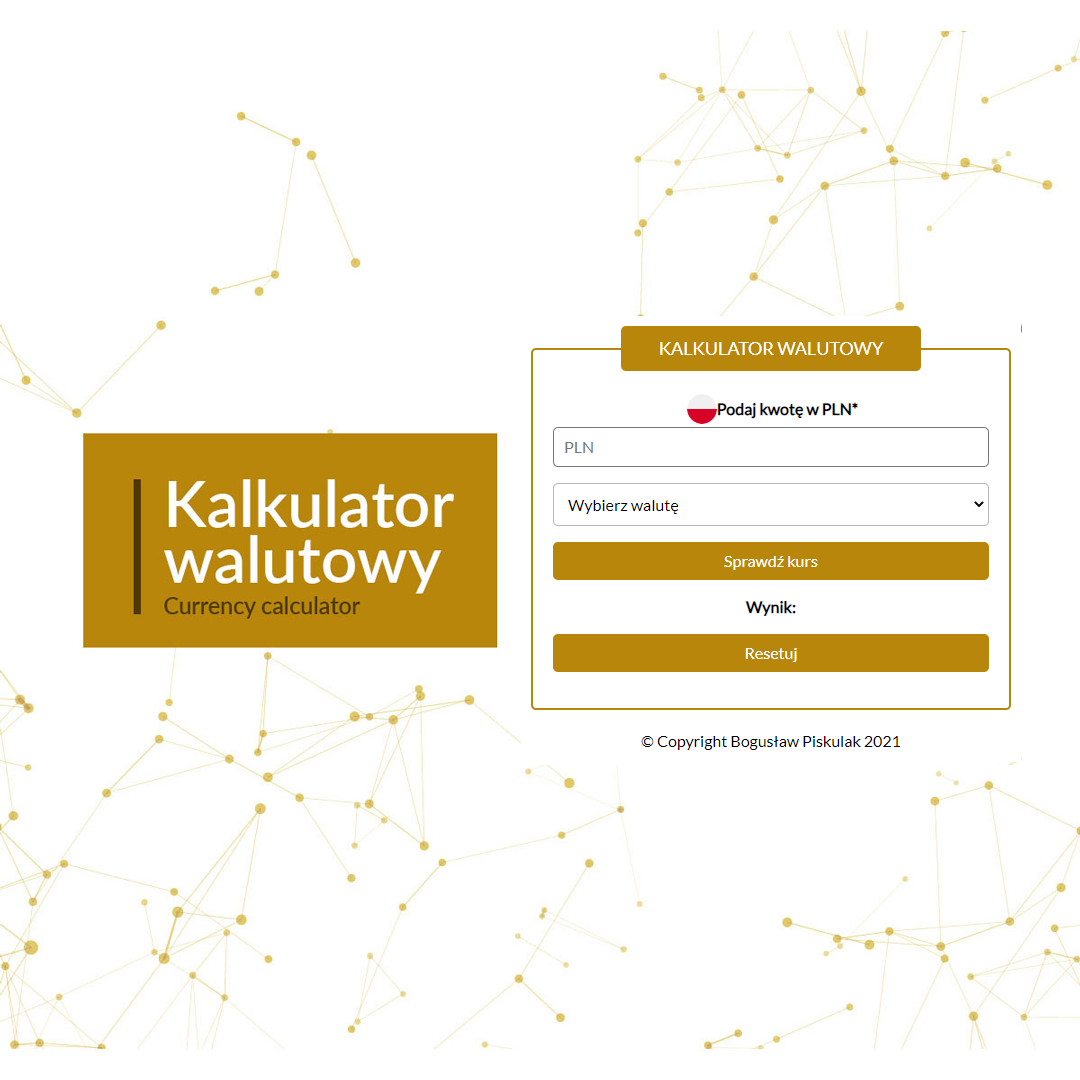 Kalkulator
walutowy
Currency calculator
KALKULATOR WALUTOWY
Podaj kwotę w PLN*
PLN
Wybierz walutę
Sprawdź kurs
Wynik:
Resetuj
© Copyright Bogusław Piskulak 2021